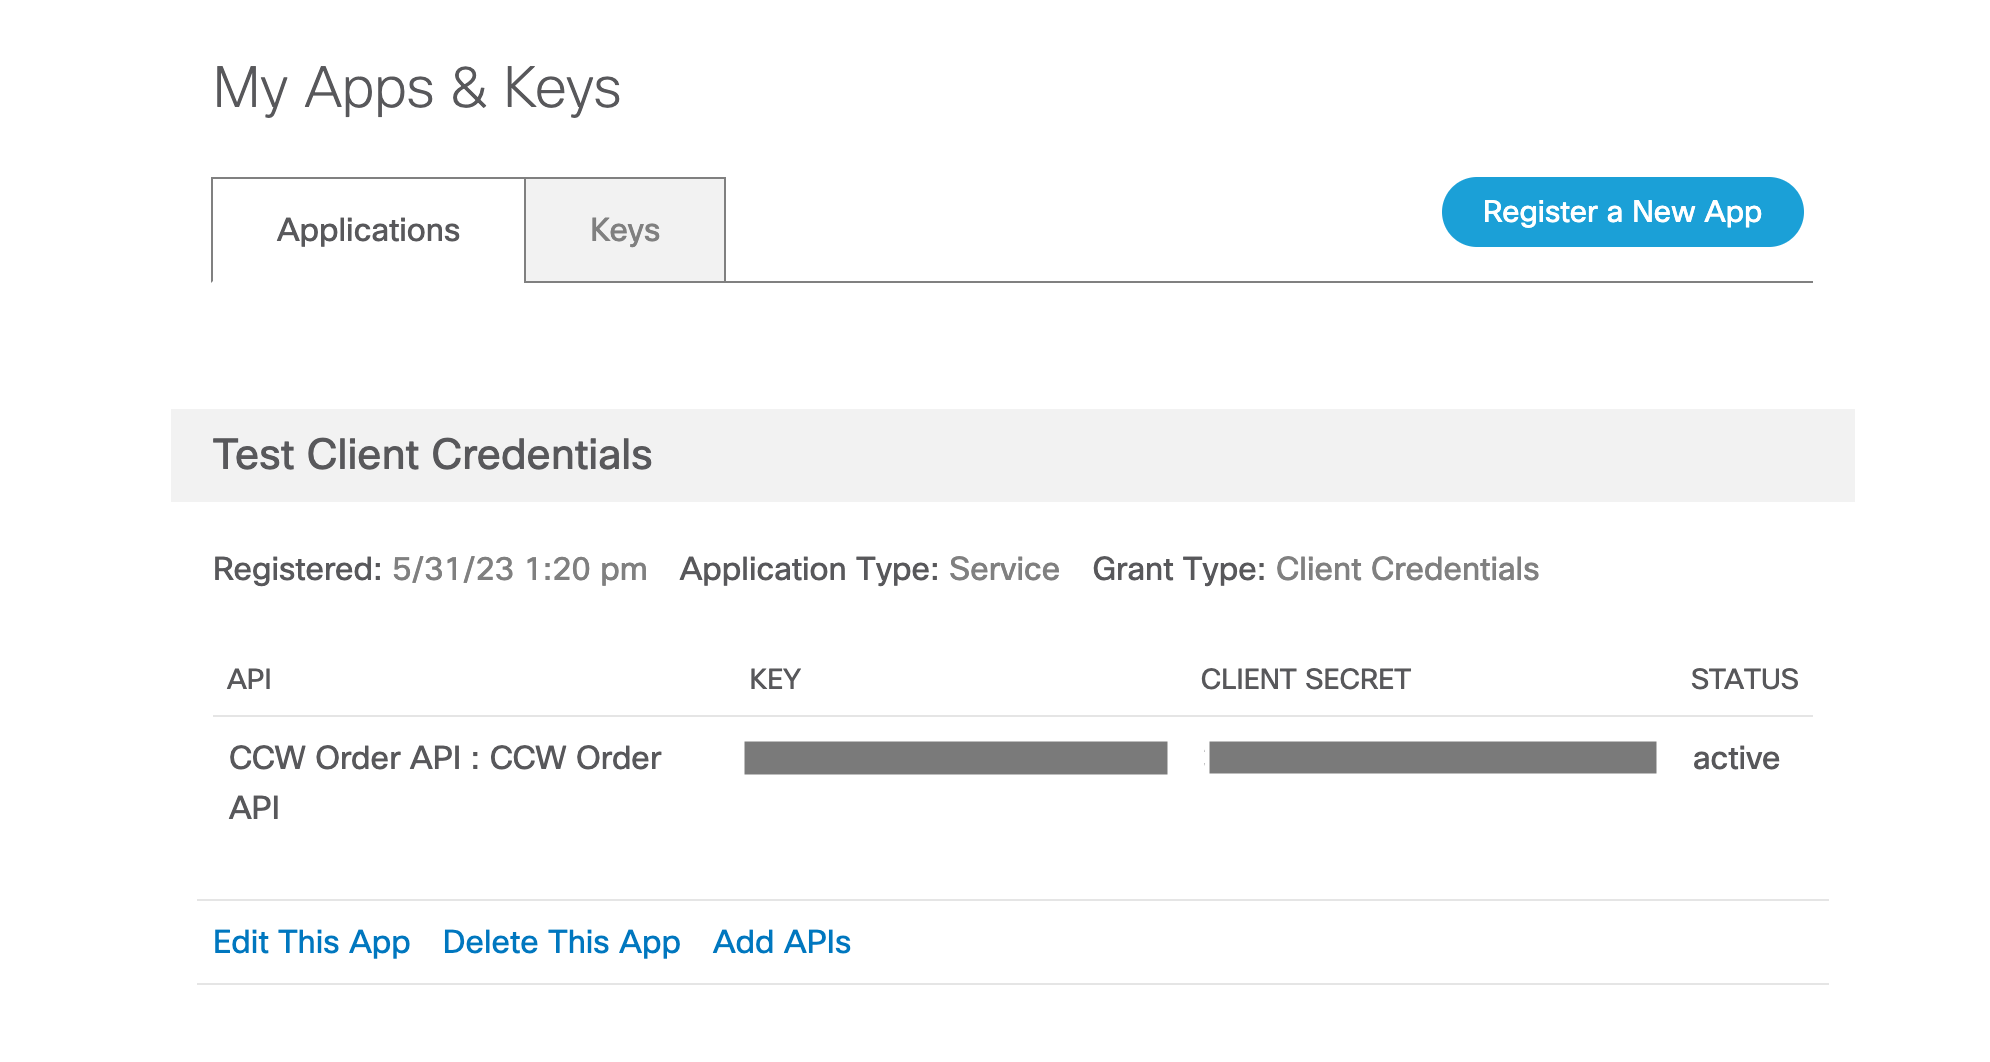 My Apps & Keys
Applications
Keys
Register a New App
Test Client Credentials
Registered: 5/31/23 1:20 pm Application Type: Service Grant Type: Client Credentials
API KEY CLIENT SECRET STATUS
CCW Order API : CCW Order active
API
Edit This App Delete This App Add APIs